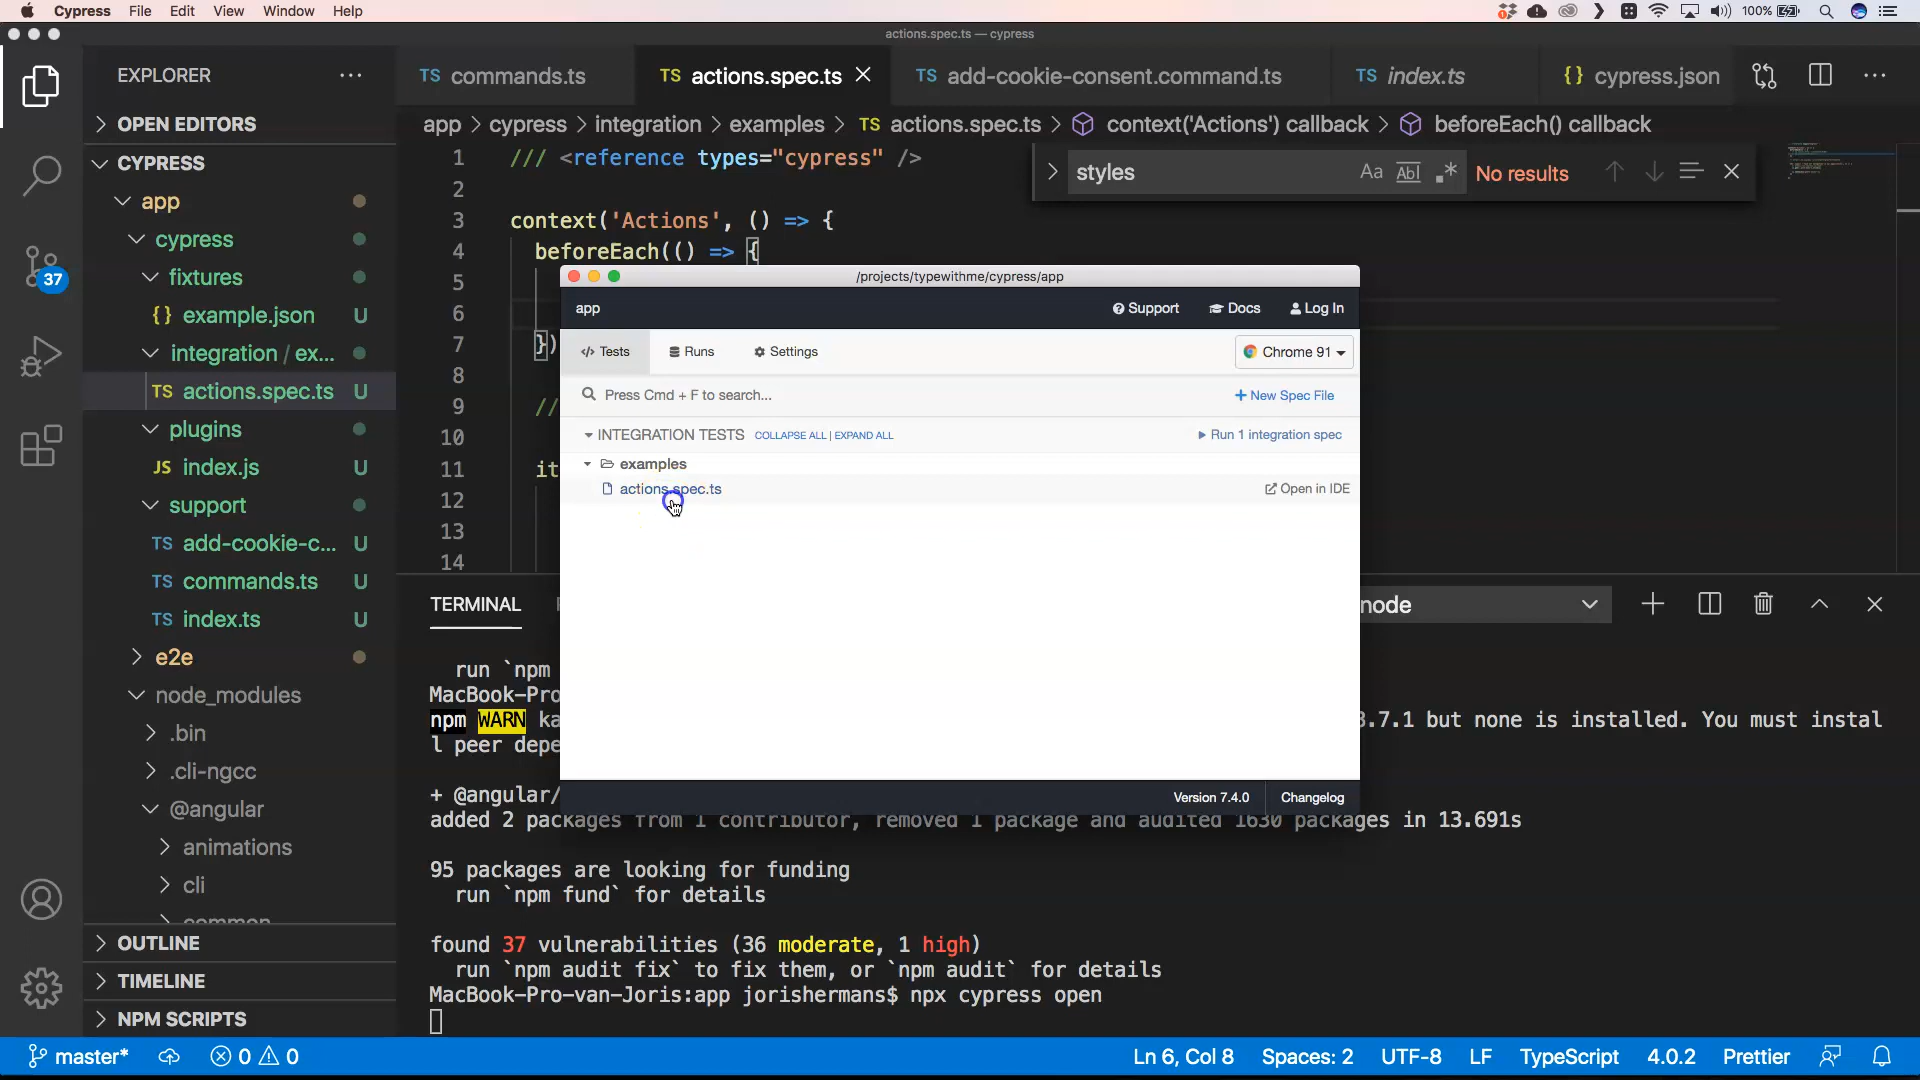 Cypress File Edit View Window Help 100%
actions.spec.ts — cypress
EXPLORER
OPEN EDITORS
CYPRESS
app
cypress
fixtures
{} example.json U
integration / ex...
TS actions.spec.ts U
plugins
JS index.js U
support
TS add-cookie-c... U
TS commands.ts U
TS index.ts U
e2e
node_modules
.bin
.cli-ngcc
@angular
animations
cli
common
OUTLINE
TIMELINE
NPM SCRIPTS
37
TS commands.ts TS actions.spec.ts TS add-cookie-consent.command.ts TS index.ts {} cypress.json
app > cypress > integration > examples > TS actions.spec.ts > context('Actions') callback > beforeEach() callback
styles Aa Abl .* No results
1 /// <reference types="cypress" />
2
3 context('Actions', () => {
4 beforeEach(() => {
5
6
7 })
8
9 //
10
11 it
12
13
14
/projects/typewithme/cypress/app
app Support Docs Log In
</> Tests Runs Settings Chrome 91
Press Cmd + F to search... + New Spec File
INTEGRATION TESTS COLLAPSE ALL | EXPAND ALL Run 1 integration spec
examples
actions.spec.ts Open in IDE
Version 7.4.0 Changelog
TERMINAL node
run `npm
MacBook-Pro
npm WARN ka 3.7.1 but none is installed. You must instal
l peer depe
+ @angular/
added 2 packages from 1 contributor, removed 1 package and audited 1630 packages in 13.691s
95 packages are looking for funding
run `npm fund` for details
found 37 vulnerabilities (36 moderate, 1 high)
run `npm audit fix` to fix them, or `npm audit` for details
MacBook-Pro-van-Joris:app jorishermans$ npx cypress open
master* 0 0 Ln 6, Col 8 Spaces: 2 UTF-8 LF TypeScript 4.0.2 Prettier